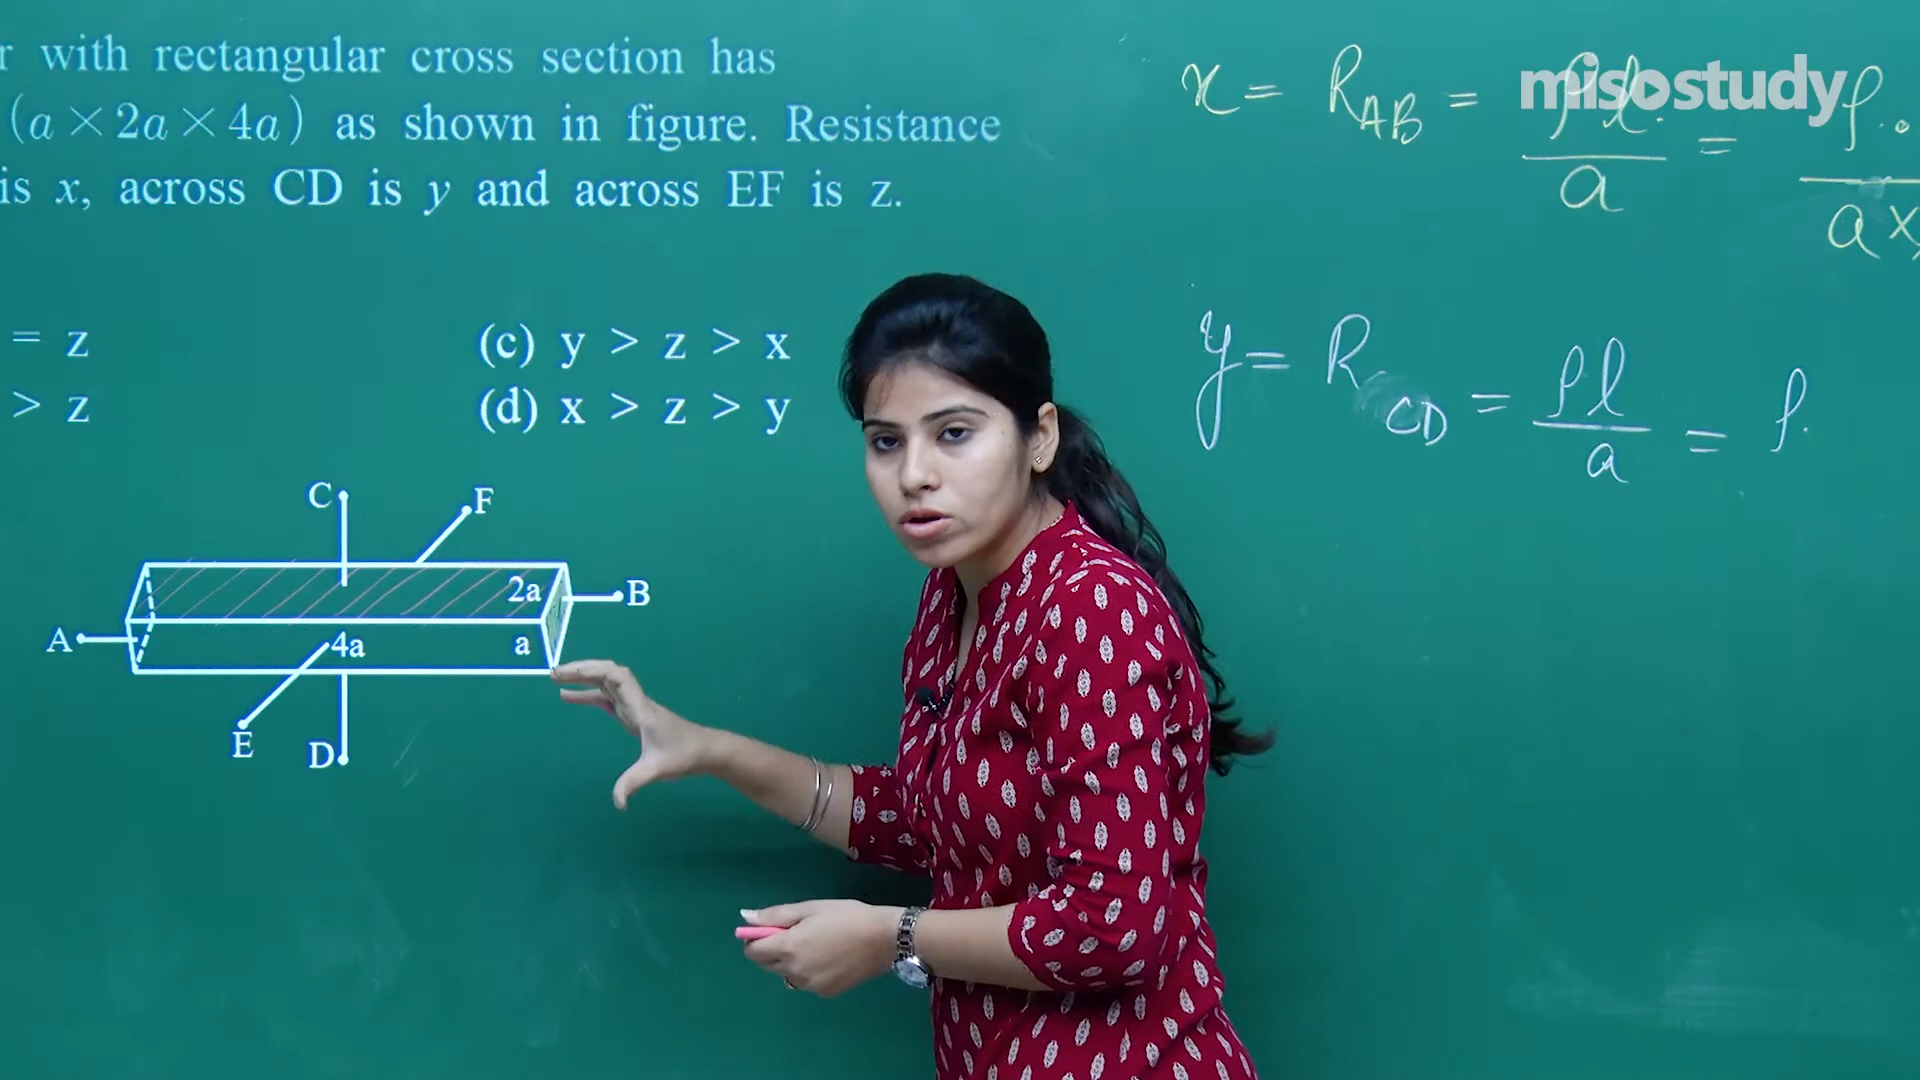 r with rectangular cross section has
(a × 2a × 4a) as shown in figure. Resistance
is x, across CD is y and across EF is z.
= z
(c) y > z > x
> z
(d) x > z > y
C
F
2a
B
A
4a
a
E
D
misostudy
x = R_AB = ρl / a = ρ. / a x
y = R_CD = ρl / a = ρ.